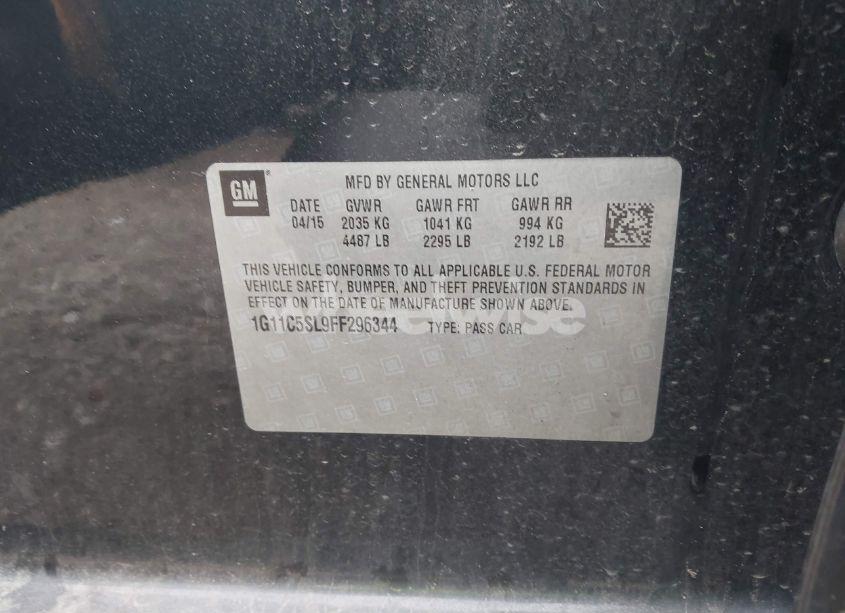 GM
MFD BY GENERAL MOTORS LLC
DATE GVWR GAWR FRT GAWR RR
04/15 2035 KG 1041 KG 994 KG
4487 LB 2295 LB 2192 LB
THIS VEHICLE CONFORMS TO ALL APPLICABLE U.S. FEDERAL MOTOR
VEHICLE SAFETY, BUMPER, AND THEFT PREVENTION STANDARDS IN
EFFECT ON THE DATE OF MANUFACTURE SHOWN ABOVE.
1G11C5SL9FF296344 TYPE: PASS CAR